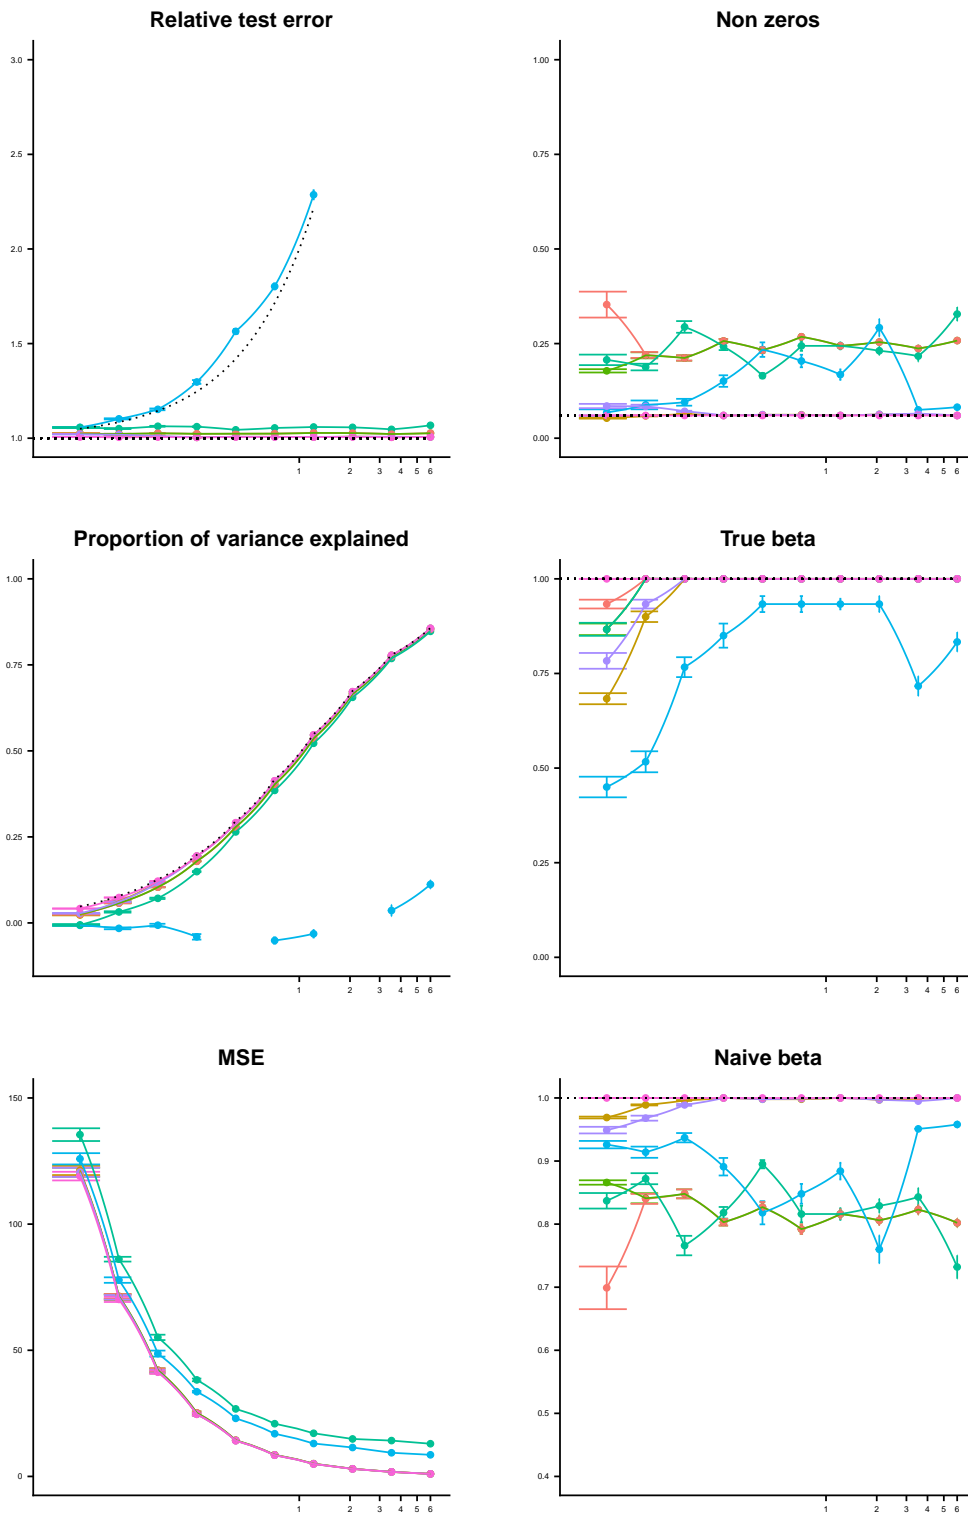 Relative test error
3.0
2.5
2.0
1.5
1.0
1 2 3 4 5 6
Non zeros
1.00
0.75
0.50
0.25
0.00
1 2 3 4 5 6
Proportion of variance explained
1.00
0.75
0.50
0.25
0.00
1 2 3 4 5 6
True beta
1.00
0.75
0.50
0.25
0.00
1 2 3 4 5 6
MSE
150
100
50
0
1 2 3 4 5 6
Naive beta
1.0
0.9
0.8
0.7
0.6
0.5
0.4
1 2 3 4 5 6